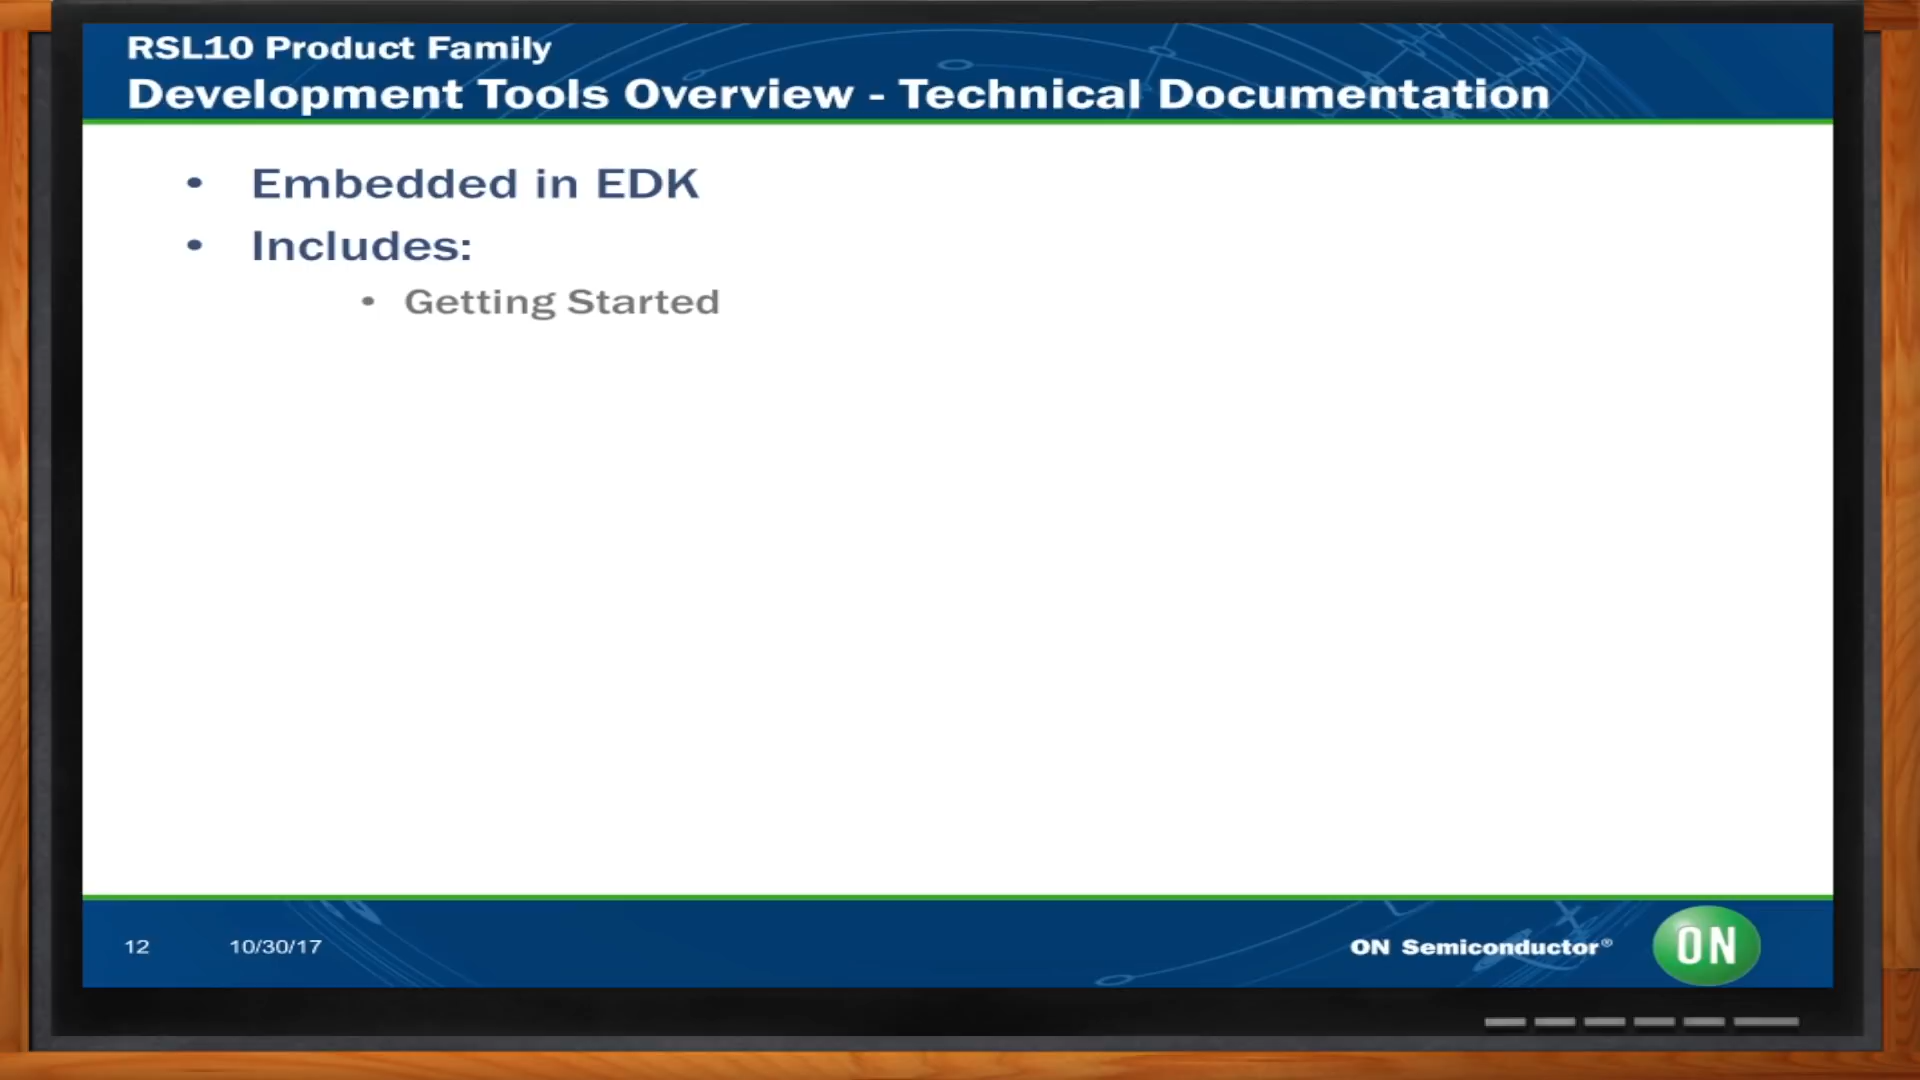 RSL10 Product Family
Development Tools Overview - Technical Documentation
• Embedded in EDK
• Includes:
• Getting Started
12
10/30/17
ON Semiconductor®
ON